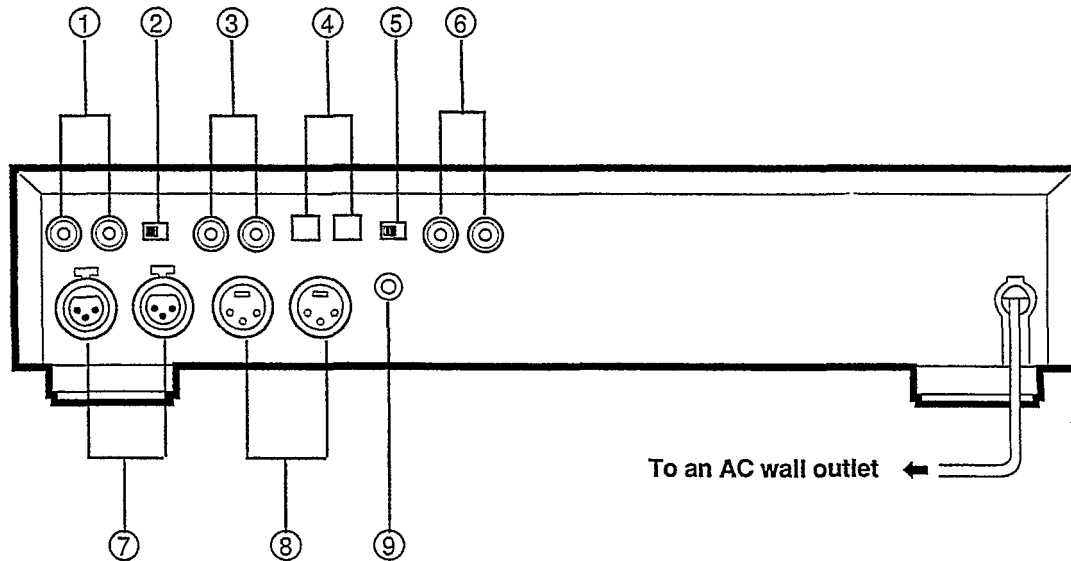 ① ② ③ ④ ⑤ ⑥
To an AC wall outlet
⑦ ⑧ ⑨